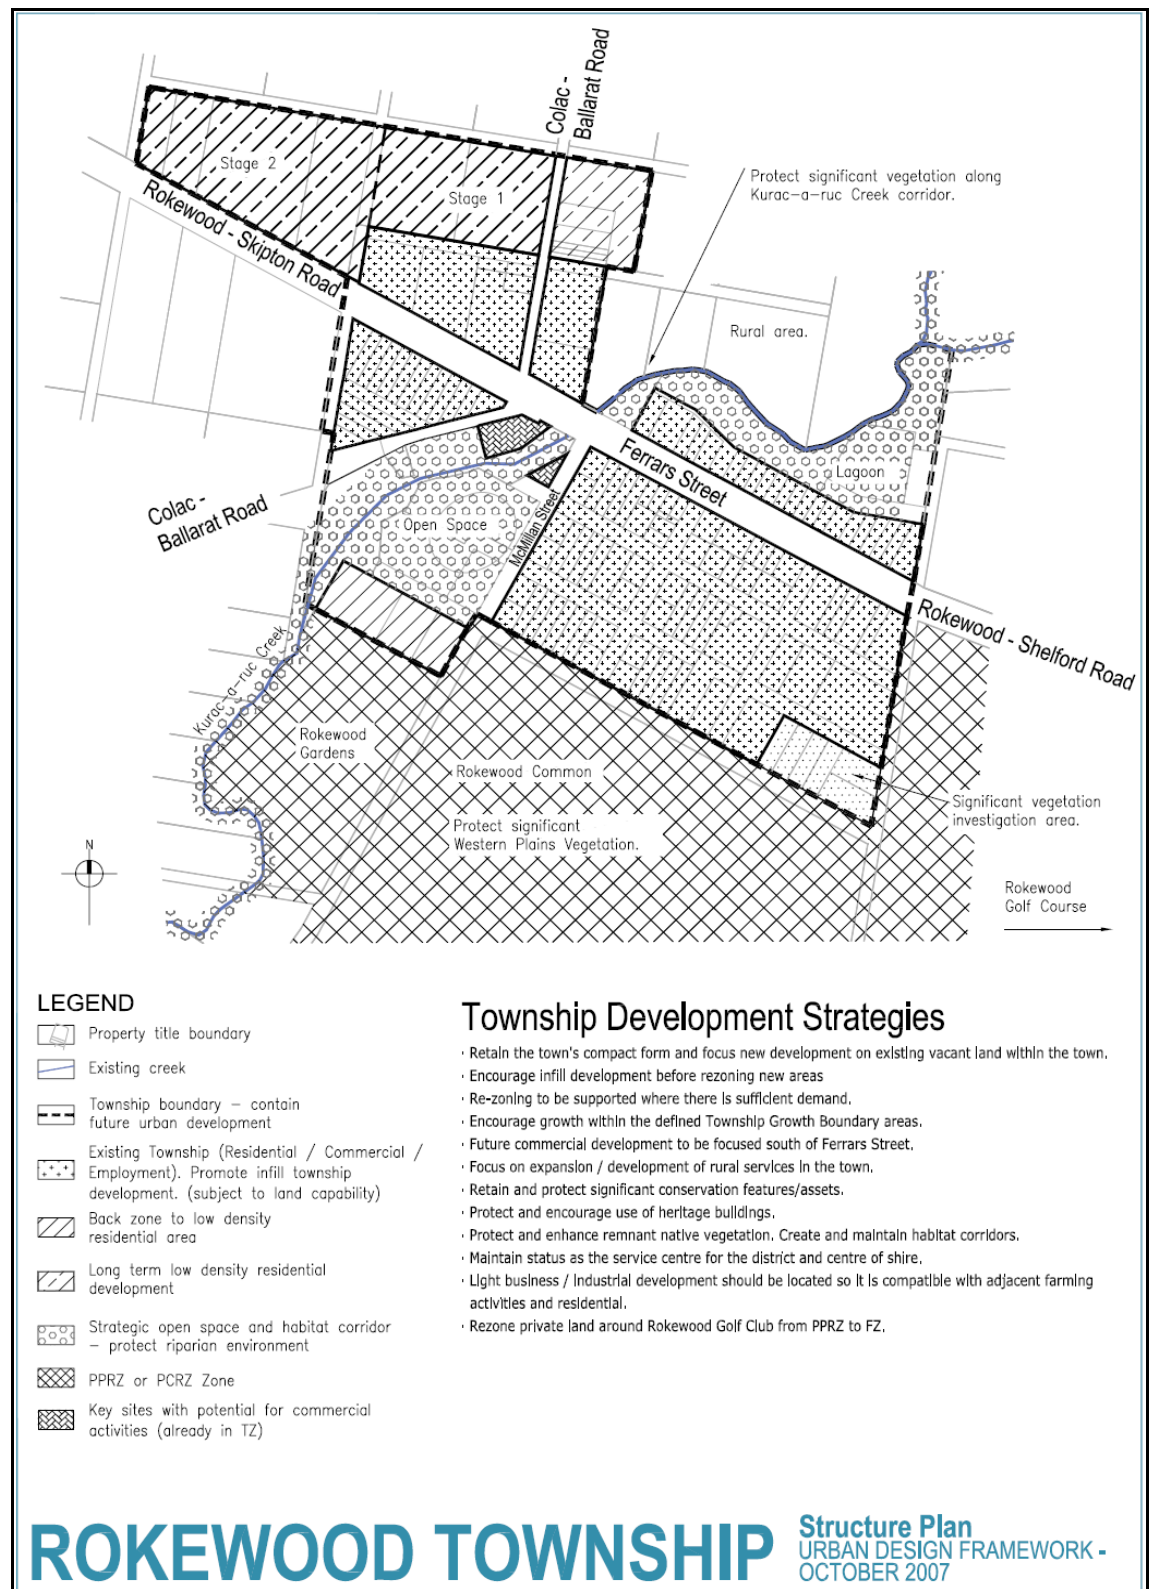 Colac -
Ballarat Road
Stage 2
Stage 1
Protect significant vegetation along
Kurac-a-ruc Creek corridor.
Rokewood - Skipton Road
Rural area.
Ferrars Street
Lagoon
Colac -
Ballarat Road
Open Space
McMillan Street
Rokewood - Shelford Road
Kurac-a-ruc Creek
Rokewood
Gardens
Rokewood Common
Protect significant
Western Plains Vegetation.
Significant vegetation
investigation area.
N
Rokewood
Golf Course
LEGEND
Property title boundary
Existing creek
Township boundary - contain
future urban development
Existing Township (Residential / Commercial /
Employment). Promote infill township
development. (subject to land capability)
Back zone to low density
residential area
Long term low density residential
development
Strategic open space and habitat corridor
- protect riparian environment
PPRZ or PCRZ Zone
Key sites with potential for commercial
activities (already in TZ)
Township Development Strategies
· Retain the town's compact form and focus new development on existing vacant land within the town.
· Encourage infill development before rezoning new areas
· Re-zoning to be supported where there is sufficient demand.
· Encourage growth within the defined Township Growth Boundary areas.
· Future commercial development to be focused south of Ferrars Street.
· Focus on expansion / development of rural services in the town.
· Retain and protect significant conservation features/assets.
· Protect and encourage use of heritage buildings.
· Protect and enhance remnant native vegetation. Create and maintain habitat corridors.
· Maintain status as the service centre for the district and centre of shire.
· Light business / industrial development should be located so it is compatible with adjacent farming
activities and residential.
· Rezone private land around Rokewood Golf Club from PPRZ to FZ.
ROKEWOOD TOWNSHIP
Structure Plan
URBAN DESIGN FRAMEWORK -
OCTOBER 2007